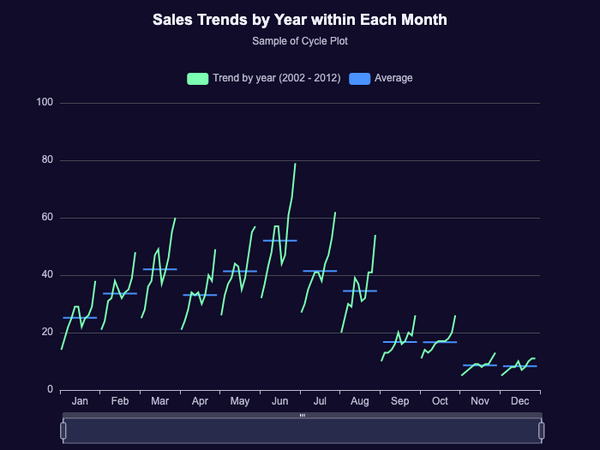 Sales Trends by Year within Each Month
Sample of Cycle Plot
Trend by year (2002 - 2012) Average
100
80
60
40
20
0
Jan Feb Mar Apr May Jun Jul Aug Sep Oct Nov Dec